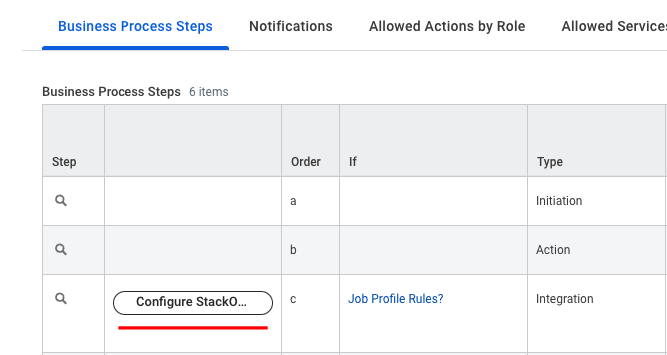 Business Process Steps Notifications Allowed Actions by Role Allowed Services
Business Process Steps 6 items
Step Order If Type
a Initiation
b Action
Configure StackO... c Job Profile Rules? Integration